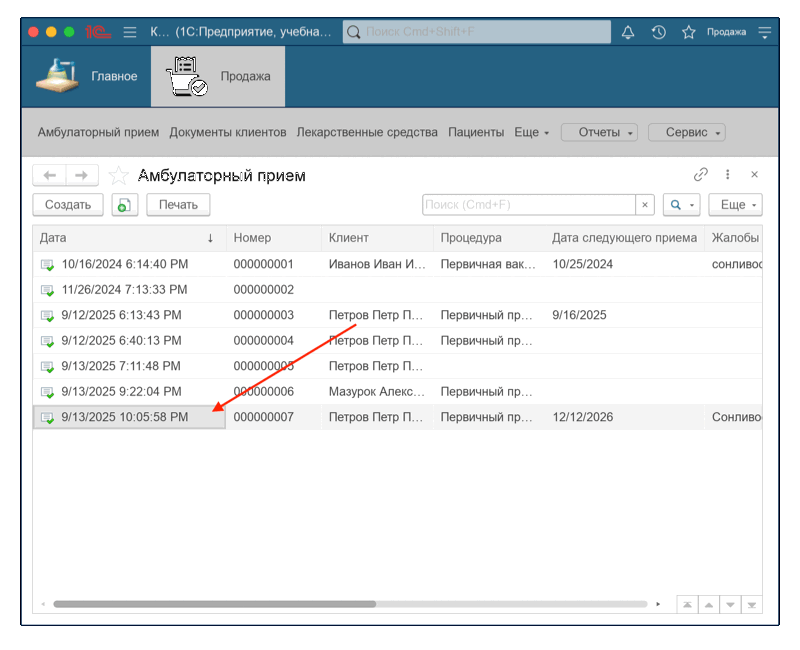 1С К... (1С:Предприятие, учебна... Поиск Cmd+Shift+F Продажа
Главное Продажа
Амбулаторный прием Документы клиентов Лекарственные средства Пациенты Еще Отчеты Сервис
Амбулаторный прием
Создать Печать Поиск (Cmd+F) × Еще
Дата ↓ Номер Клиент Процедура Дата следующего приема Жалобы
10/16/2024 6:14:40 PM 000000001 Иванов Иван И... Первичная вак... 10/25/2024 сонливос
11/26/2024 7:13:33 PM 000000002
9/12/2025 6:13:43 PM 000000003 Петров Петр П... Первичный пр... 9/16/2025
9/12/2025 6:40:13 PM 000000004 Петров Петр П... Первичный пр...
9/13/2025 7:11:48 PM 000000005 Петров Петр П...
9/13/2025 9:22:04 PM 000000006 Мазурок Алекс... Первичный пр...
9/13/2025 10:05:58 PM 000000007 Петров Петр П... Первичный пр... 12/12/2026 Сонливо